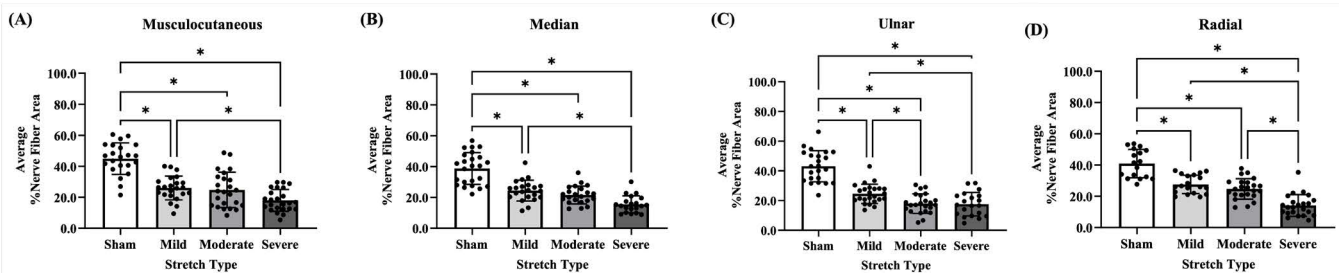 (A)
Musculocutaneous
*
*
*
*
Average
%Nerve Fiber Area
100.0
80.0
60.0
40.0
20.0
0.0
Sham Mild Moderate Severe
Stretch Type
(B)
Median
*
*
*
*
Average
%Nerve Fiber Area
100.0
80.0
60.0
40.0
20.0
0.0
Sham Mild Moderate Severe
Stretch Type
(C)
Ulnar
*
*
*
*
*
Average
%Nerve Fiber Area
100.0
80.0
60.0
40.0
20.0
0.0
Sham Mild Moderate Severe
Stretch Type
(D)
Radial
*
*
*
*
*
Average
%Nerve Fiber Area
100.0
80.0
60.0
40.0
20.0
0.0
Sham Mild Moderate Severe
Stretch Type